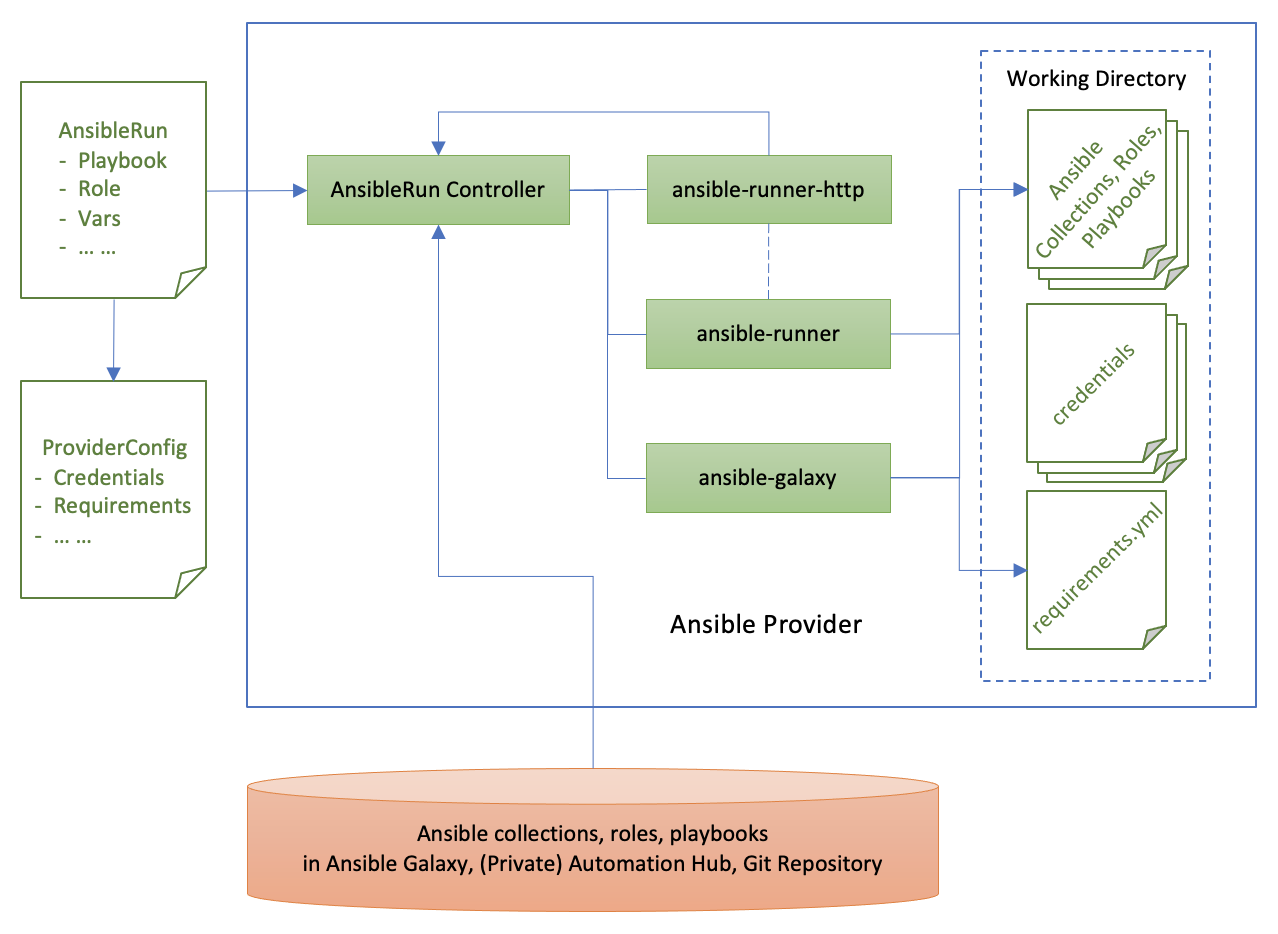 Working Directory
AnsibleRun
- Playbook
- Role
- Vars
- ... ...
AnsibleRun Controller
ansible-runner-http
Ansible
Collections, Roles,
Playbooks
ansible-runner
credentials
ProviderConfig
- Credentials
- Requirements
- ... ...
ansible-galaxy
requirements.yml
Ansible Provider
Ansible collections, roles, playbooks
in Ansible Galaxy, (Private) Automation Hub, Git Repository